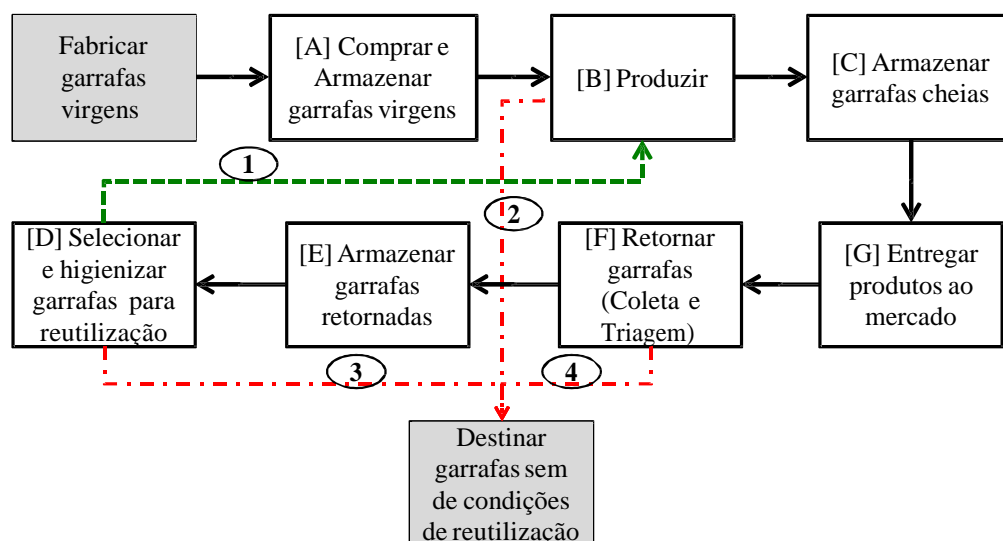 Fabricar
garrafas
virgens
[A] Comprar e
Armazenar
garrafas virgens
[B] Produzir
[C] Armazenar
garrafas cheias
1
2
[D] Selecionar
e higienizar
garrafas para
reutilização
[E] Armazenar
garrafas
retornadas
[F] Retornar
garrafas
(Coleta e
Triagem)
[G] Entregar
produtos ao
mercado
3
4
Destinar
garrafas sem
de condições
de reutilização